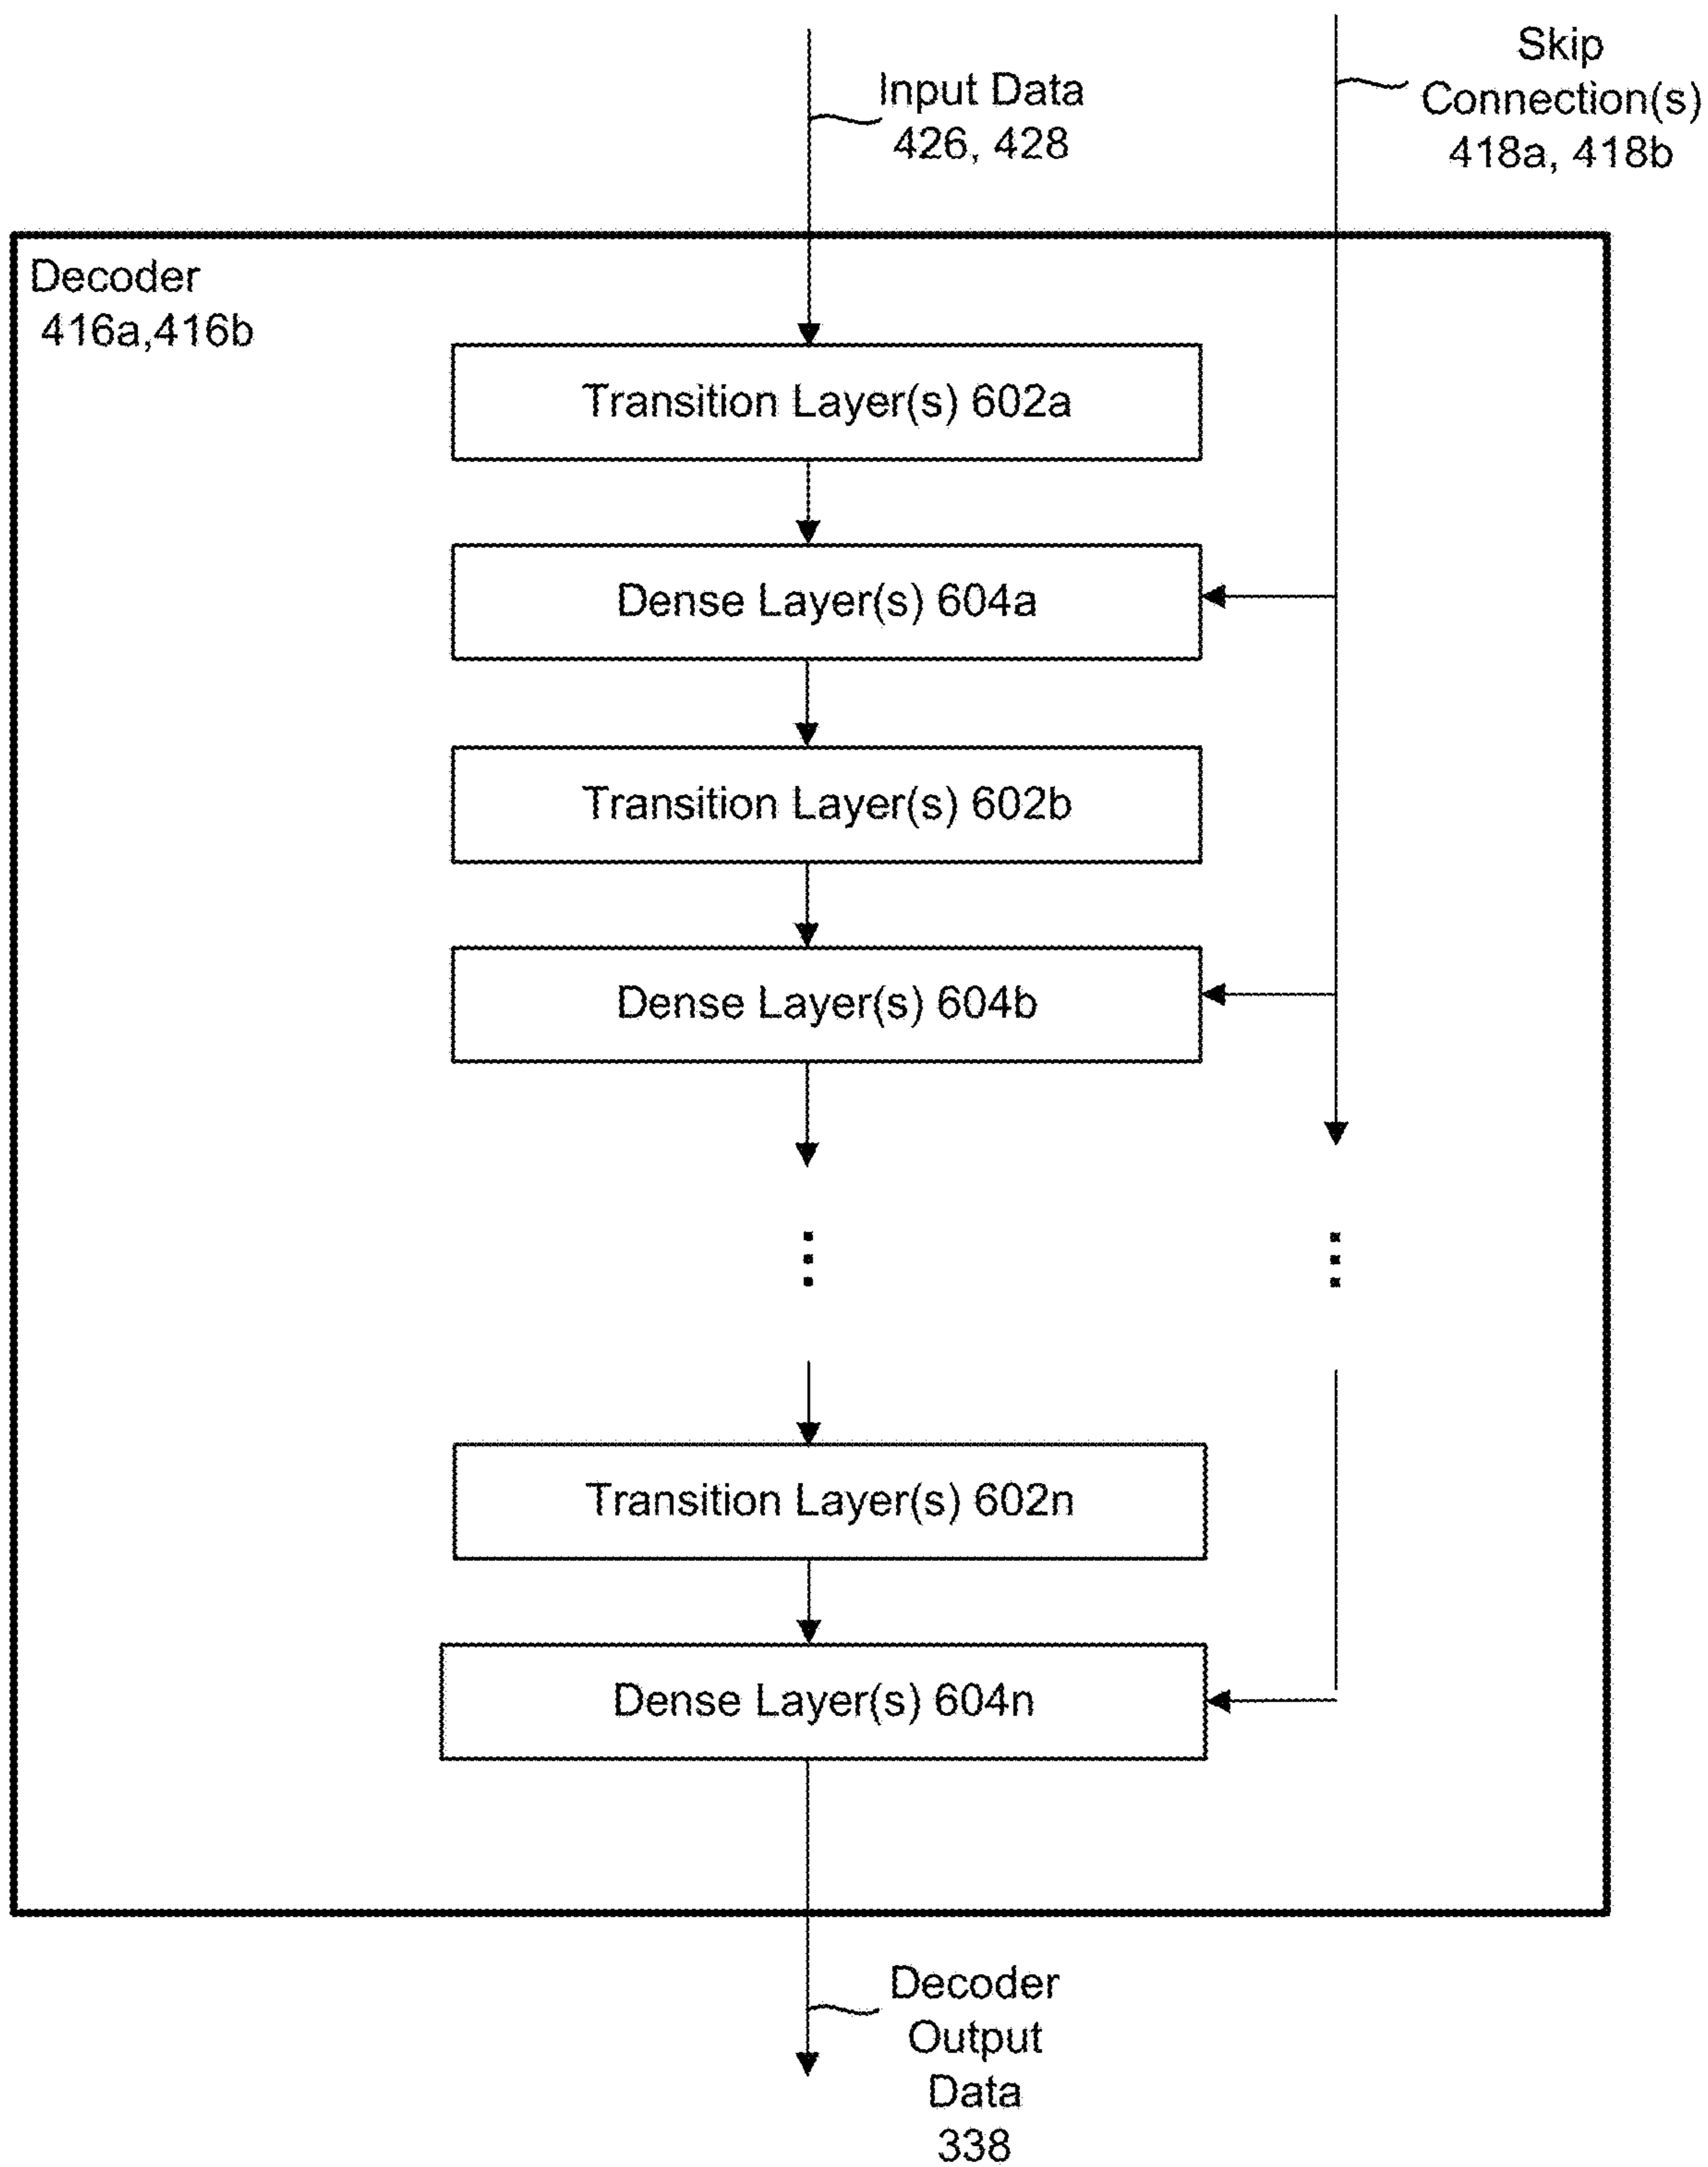 Skip
Connection(s)
418a, 418b
Input Data
426, 428
Decoder
416a,416b
Transition Layer(s) 602a
Dense Layer(s) 604a
Transition Layer(s) 602b
Dense Layer(s) 604b
Transition Layer(s) 602n
Dense Layer(s) 604n
Decoder
Output
Data
338